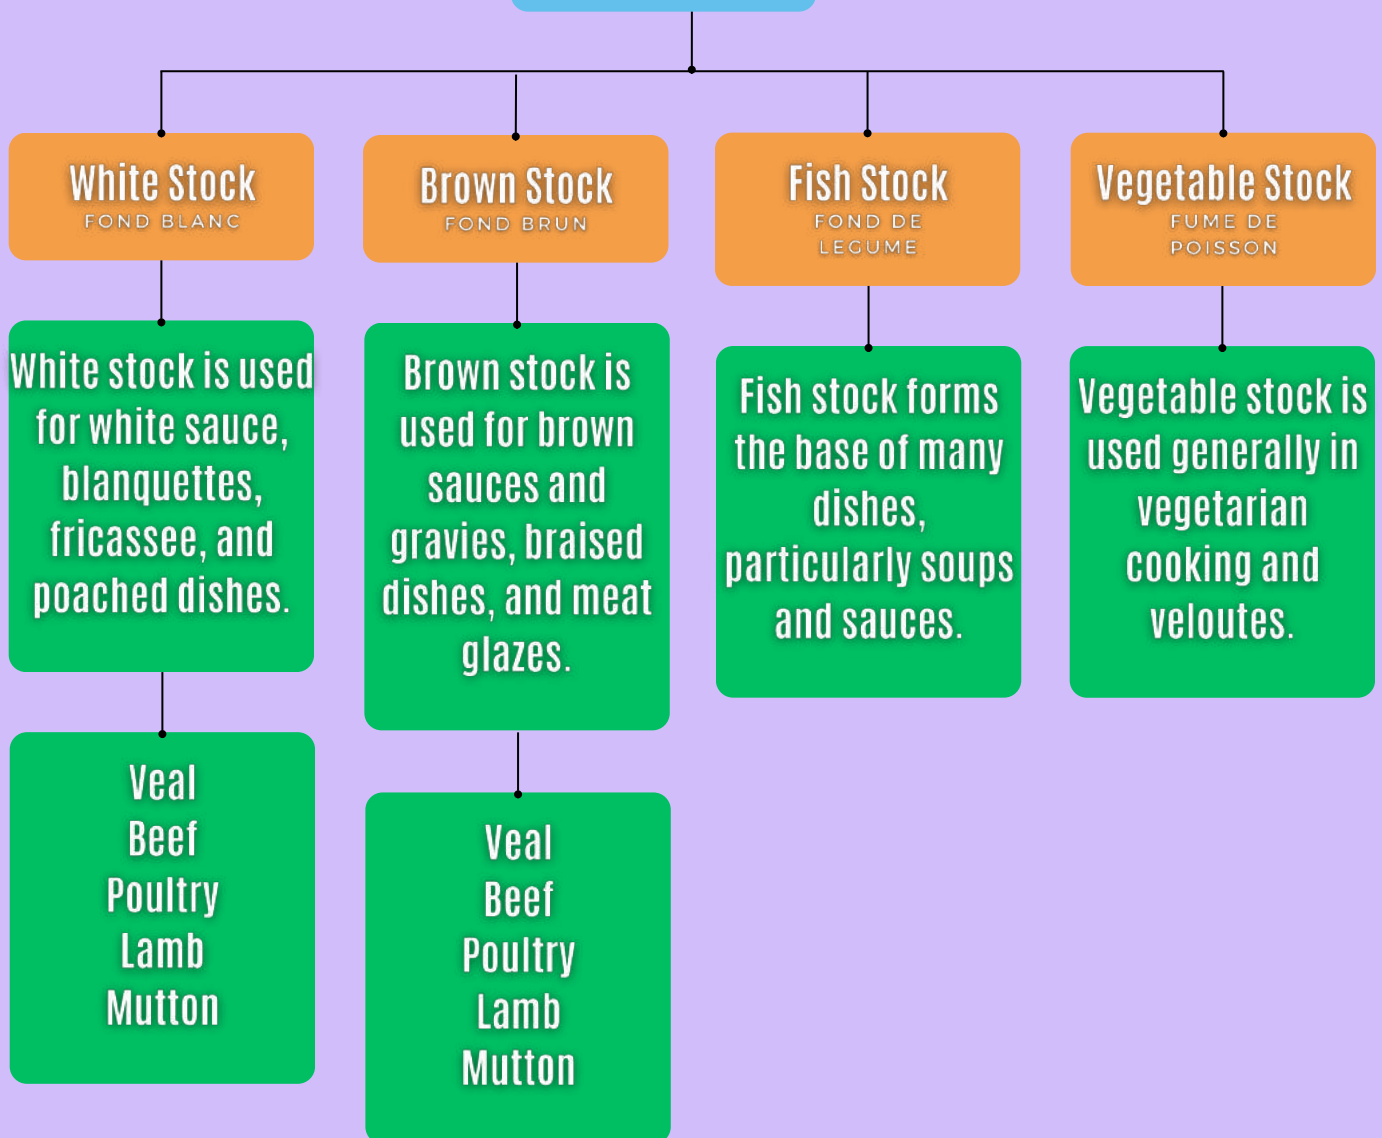 White Stock
FOND BLANC
White stock is used
for white sauce,
blanquettes,
fricassee, and
poached dishes.
Veal
Beef
Poultry
Lamb
Mutton
Brown Stock
FOND BRUN
Brown stock is
used for brown
sauces and
gravies, braised
dishes, and meat
glazes.
Veal
Beef
Poultry
Lamb
Mutton
Fish Stock
FOND DE
LEGUME
Fish stock forms
the base of many
dishes,
particularly soups
and sauces.
Vegetable Stock
FUME DE
POISSON
Vegetable stock is
used generally in
vegetarian
cooking and
veloutes.